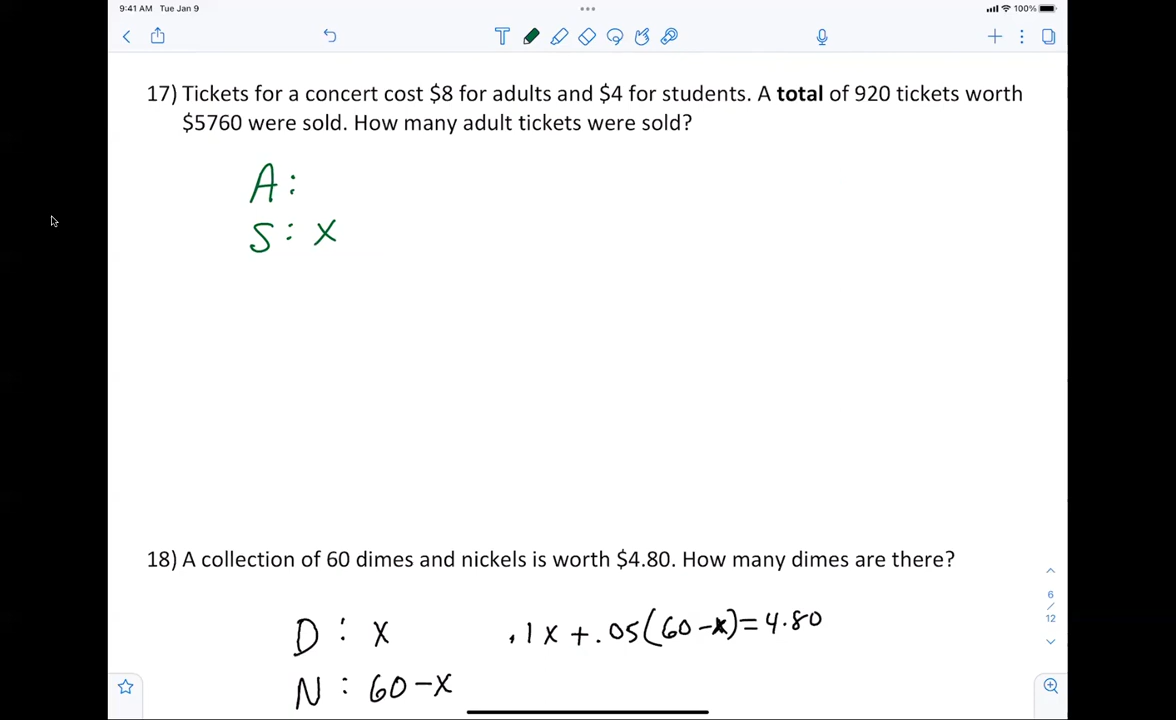 9:41 AM Tue Jan 9
100%
T
17) Tickets for a concert cost $8 for adults and $4 for students. A total of 920 tickets worth
$5760 were sold. How many adult tickets were sold?
A:
S: x
18) A collection of 60 dimes and nickels is worth $4.80. How many dimes are there?
6
/
12
D: x .1x + .05(60-x) = 4.80
N: 60-x